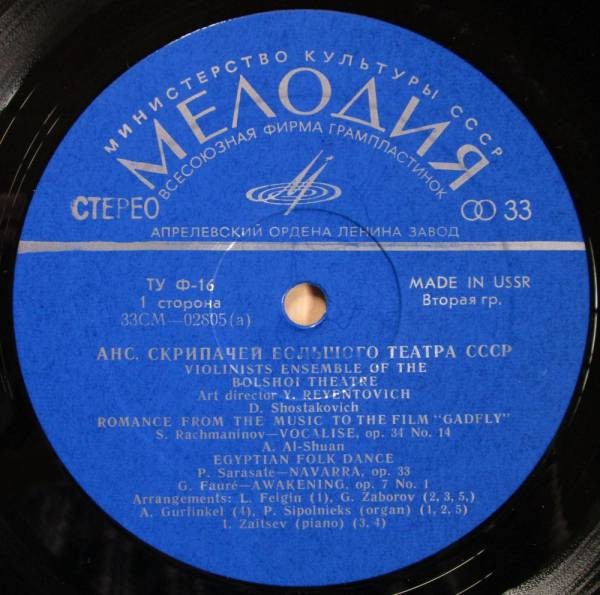 МИНИСТЕРСТВО КУЛЬТУРЫ СССР
МЕЛОДИЯ
ВСЕСОЮЗНАЯ ФИРМА ГРАМПЛАСТИНОК
СТЕРЕО
33
АПРЕЛЕВСКИЙ ОРДЕНА ЛЕНИНА ЗАВОД
ТУ Ф-16
MADE IN USSR
1 сторона
Вторая гр.
33СМ—02805(а)
АНС. СКРИПАЧЕЙ БОЛЬШОГО ТЕАТРА СССР
VIOLINISTS ENSEMBLE OF THE
BOLSHOI THEATRE
Art director Y. REYENTOVICH
D. Shostakovich
ROMANCE FROM THE MUSIC TO THE FILM "GADFLY"
S. Rachmaninov—VOCALISE, op. 34 No. 14
A. Al-Shuan
EGYPTIAN FOLK DANCE
P. Sarasate—NAVARRA, op. 33
G. Fauré—AWAKENING, op. 7 No. 1
Arrangements: L. Feigin (1), G. Zaborov (2, 3, 5,)
A. Gurfinkel (4), P. Sipolnieks (organ) (1, 2, 5)
I. Zaitsev (piano) (3, 4)